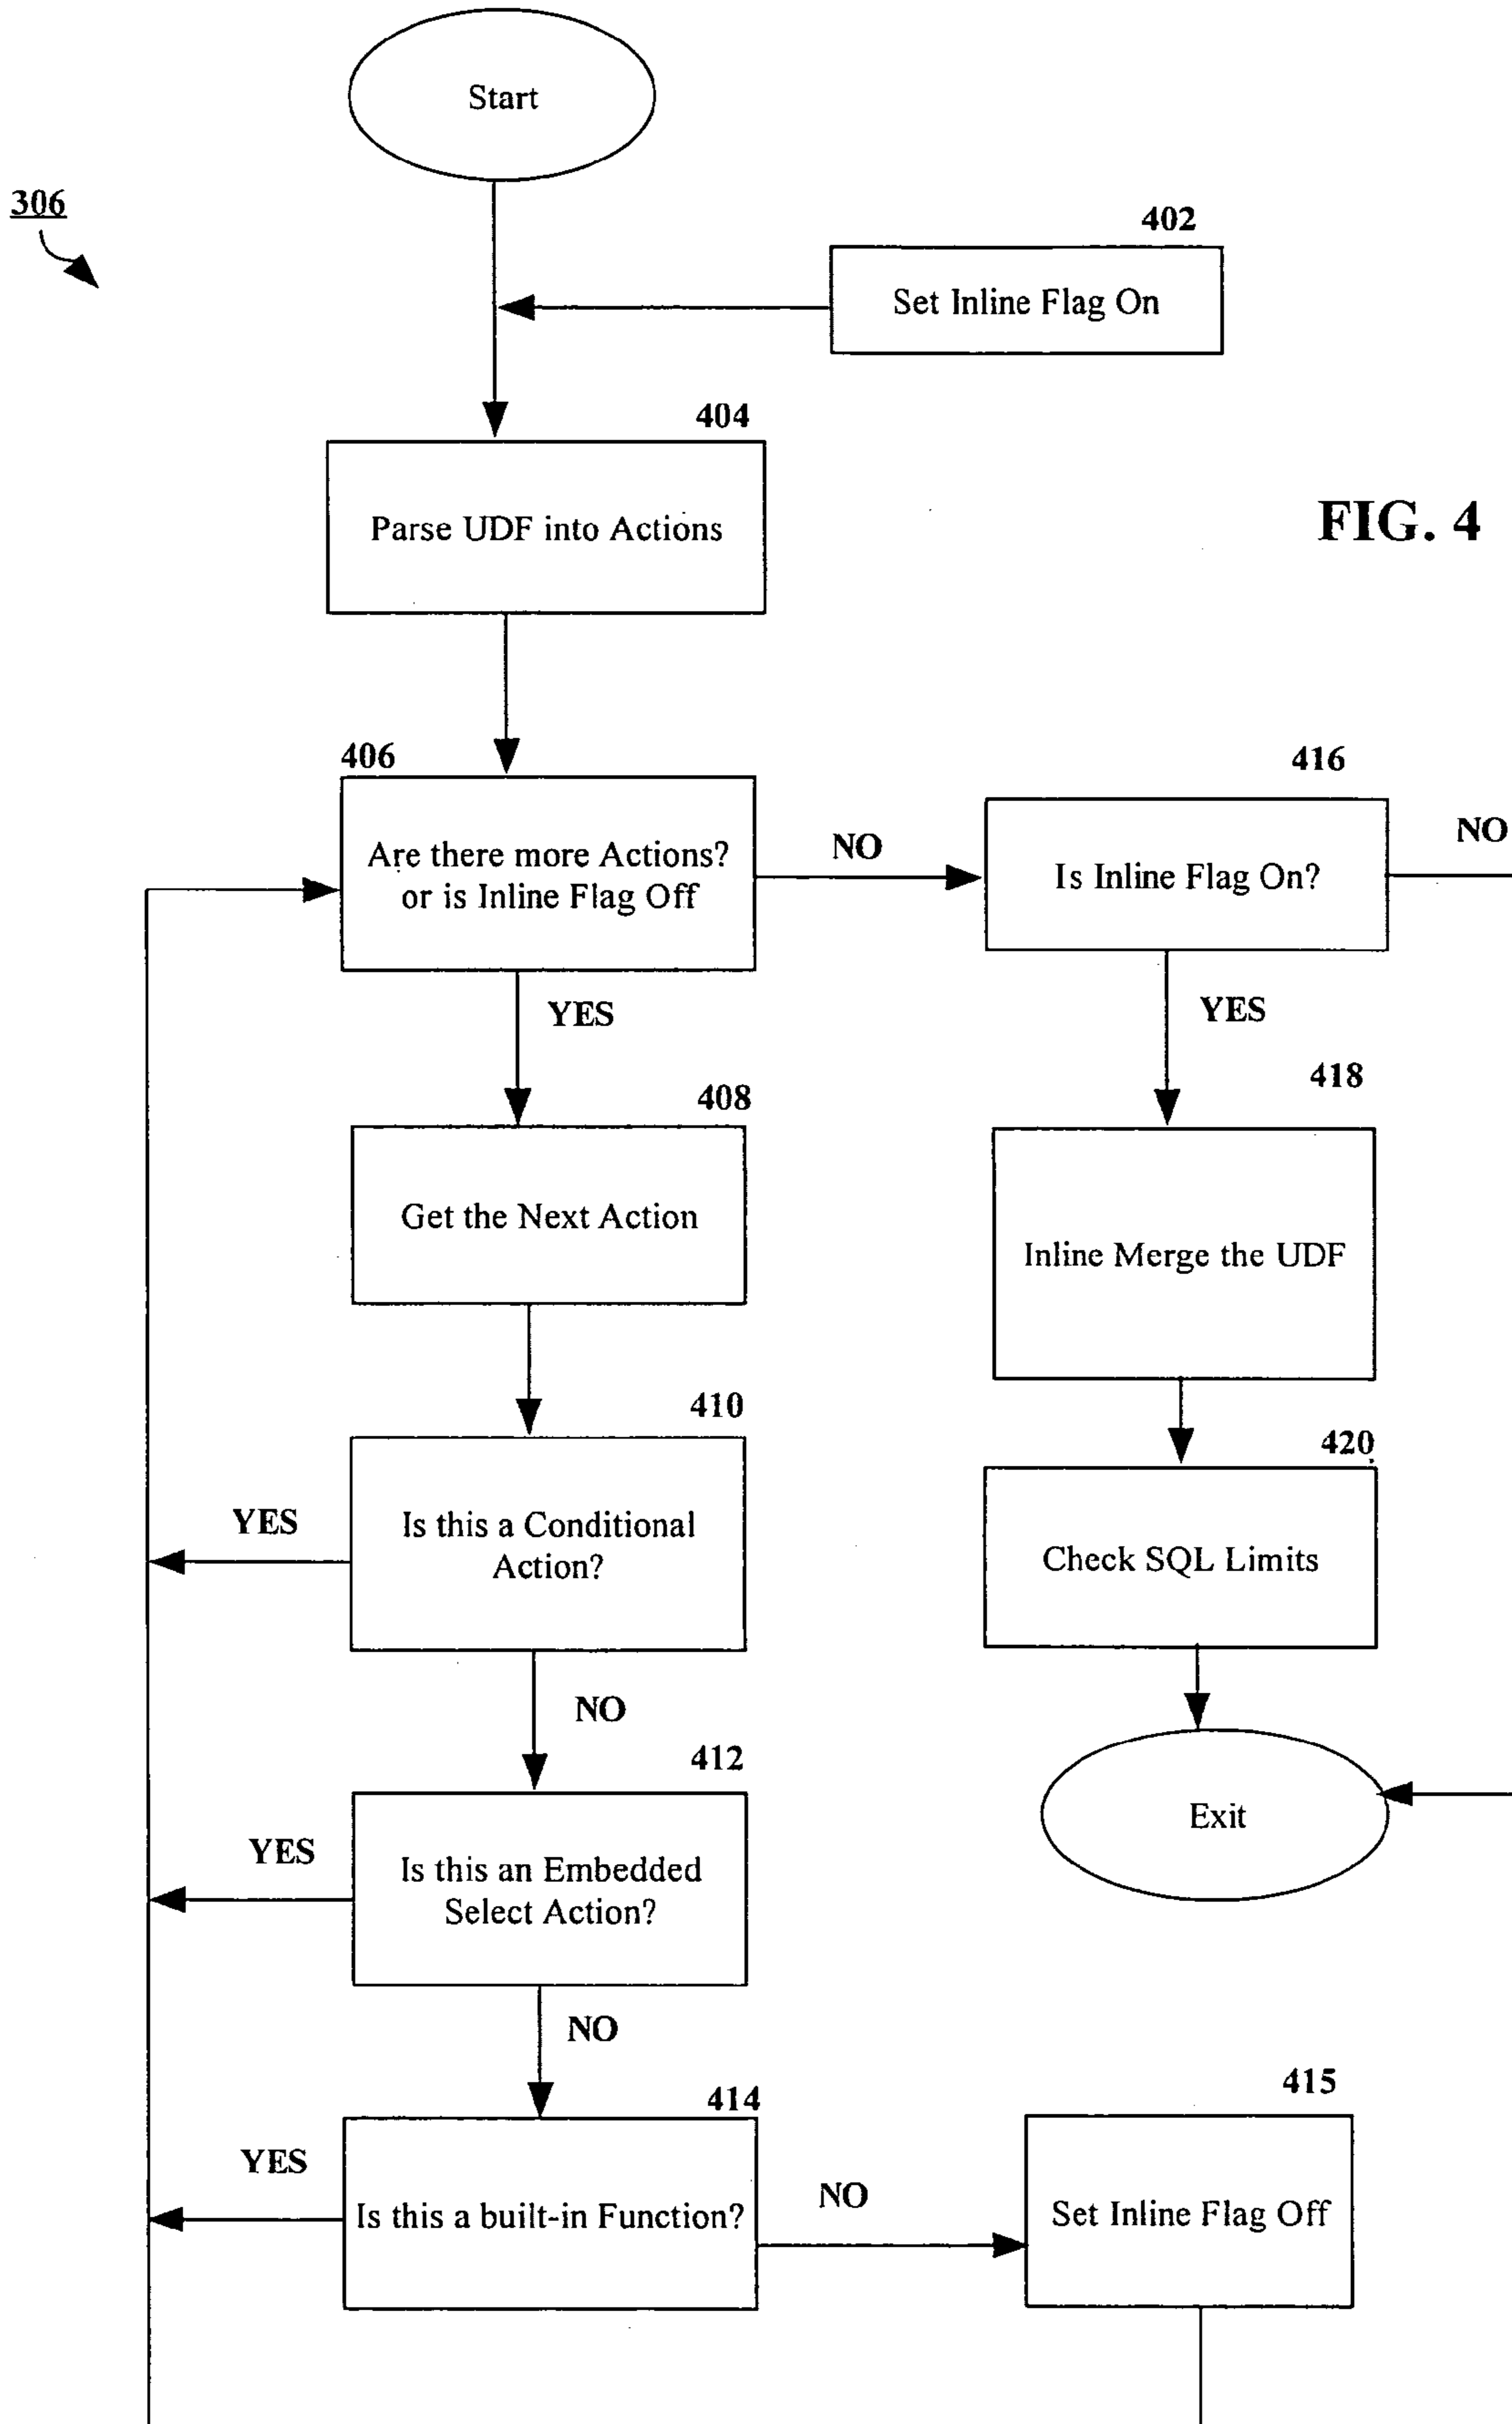 Start
306
402
Set Inline Flag On
404
Parse UDF into Actions
FIG. 4
406
Are there more Actions?
or is Inline Flag Off
NO
416
Is Inline Flag On?
NO
YES
YES
408
Get the Next Action
418
Inline Merge the UDF
410
Is this a Conditional
Action?
YES
NO
420
Check SQL Limits
412
Is this an Embedded
Select Action?
YES
NO
Exit
414
Is this a built-in Function?
YES
NO
415
Set Inline Flag Off